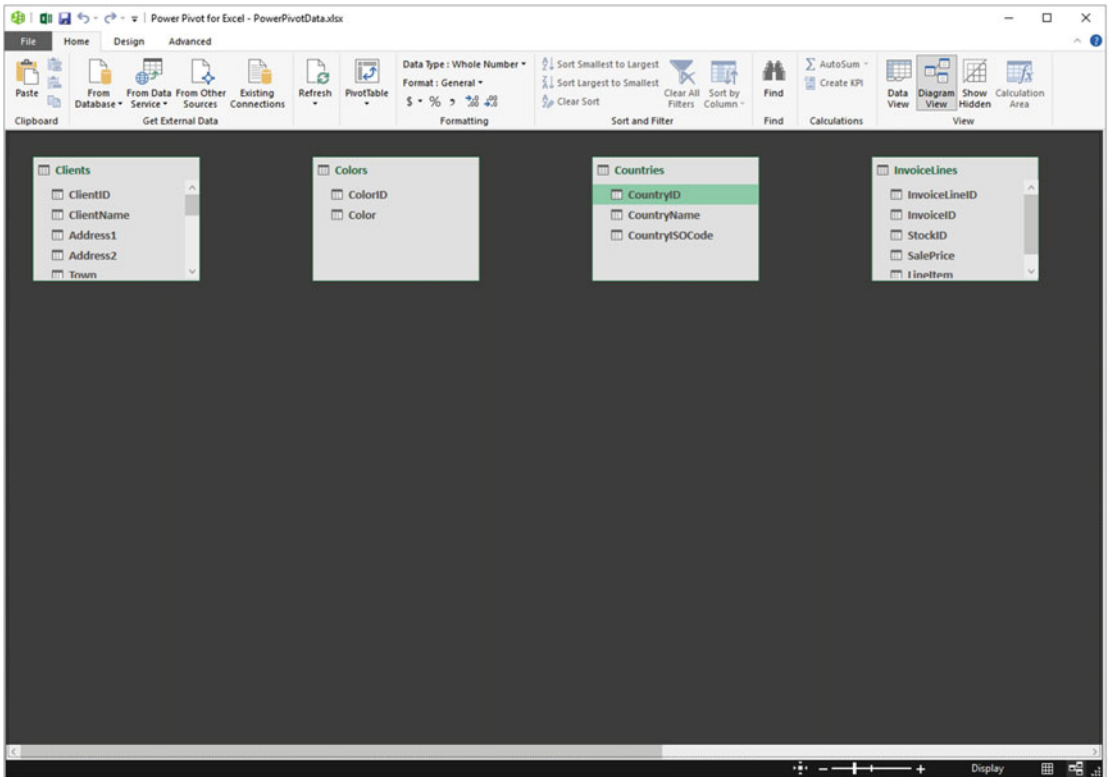 Power Pivot for Excel - PowerPivotData.xlsx
File Home Design Advanced
Paste
From Database
From Data Service
From Other Sources
Existing Connections
Refresh
PivotTable
Data Type : Whole Number
Format : General
$ % ,
Sort Smallest to Largest
Sort Largest to Smallest
Clear Sort
Clear All Filters
Sort by Column
Find
AutoSum
Create KPI
Data View
Diagram View
Show Hidden
Calculation Area
Clipboard Get External Data Formatting Sort and Filter Find Calculations View
Clients
ClientID
ClientName
Address1
Address2
Town
Colors
ColorID
Color
Countries
CountryID
CountryName
CountryISOCode
InvoiceLines
InvoiceLineID
InvoiceID
StockID
SalePrice
LineItem
Display